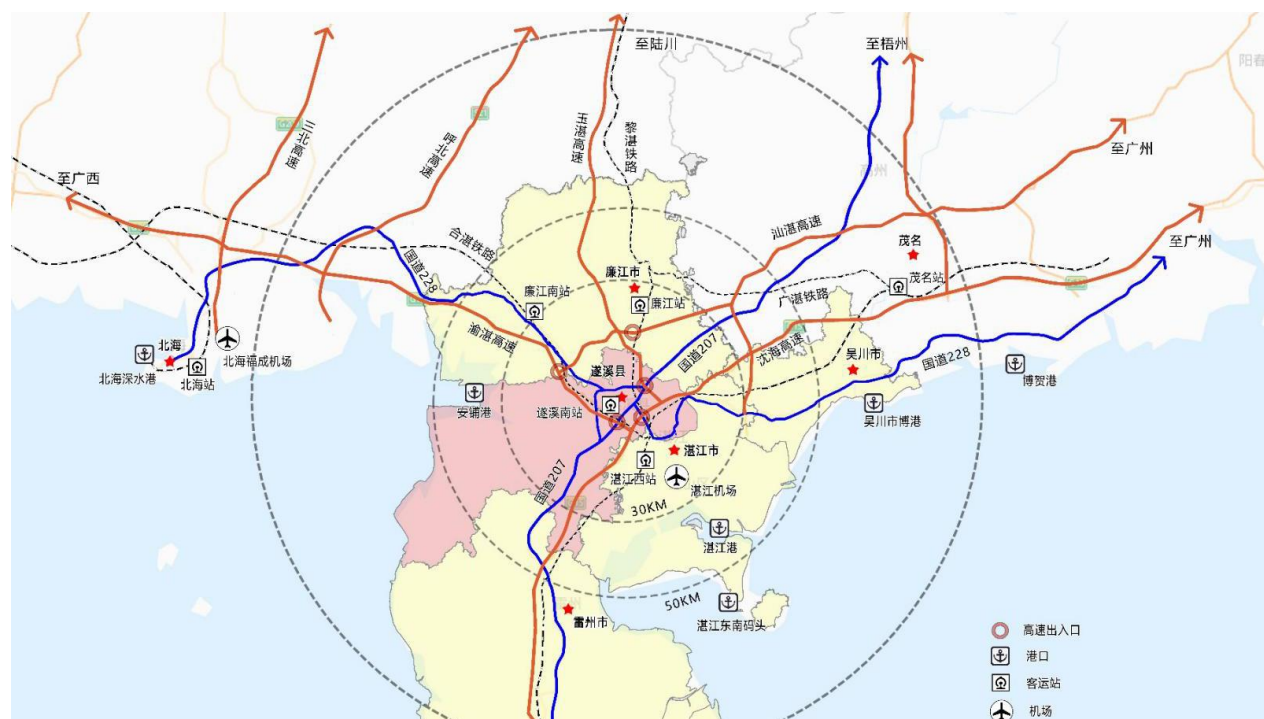 至陆川
至梧州
阳春
至广州
至广西
三北高速
呼北高速
玉湛高速
黎湛铁路
高州
汕湛高速
至广州
茂名
茂名站
合湛铁路
国道228
廉江市
廉江站
廉江南站
广湛铁路
渝湛高速
国道207
沈海高速
北海
北海福成机场
北海深水港
北海站
安铺港
遂溪县
遂溪南站
吴川市
国道228
博贺港
吴川市博港
湛江市
湛江西站
湛江机场
国道207
30KM
湛江港
50KM
湛江东南码头
雷州市
高速出入口
港口
客运站
机场